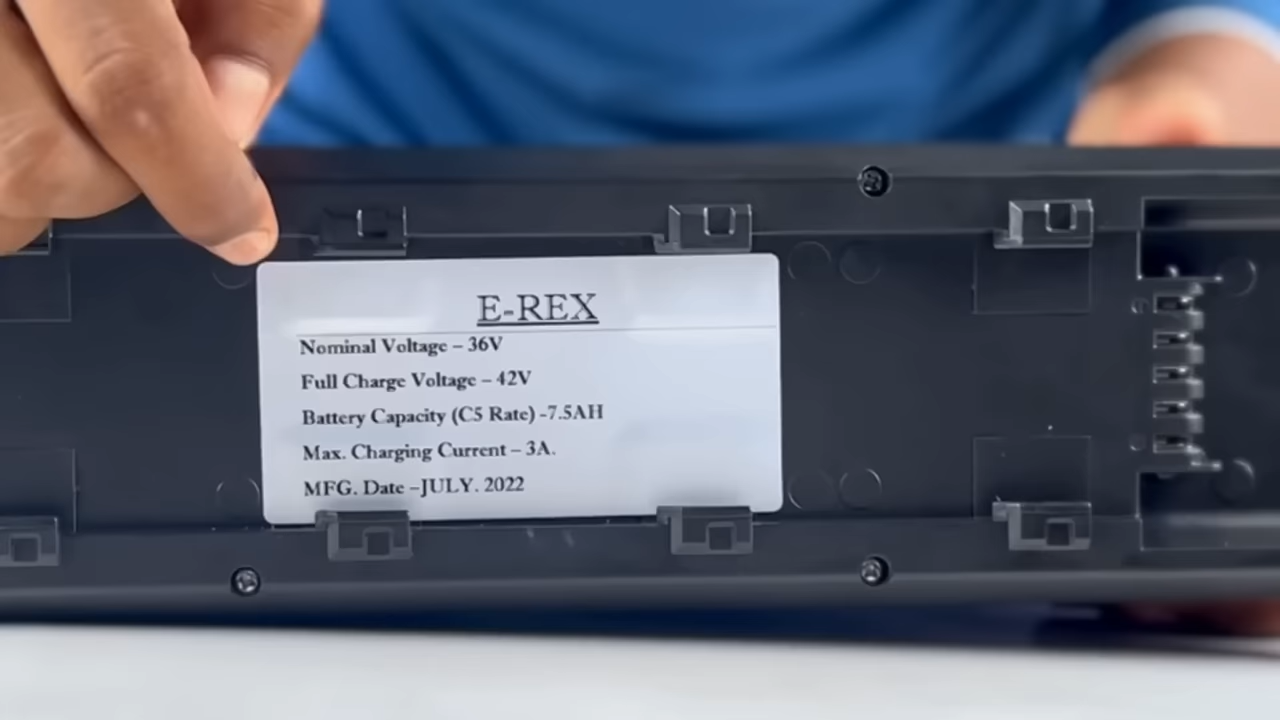 E-REX
Nominal Voltage – 36V
Full Charge Voltage – 42V
Battery Capacity (C5 Rate) -7.5AH
Max. Charging Current – 3A.
MFG. Date –JULY. 2022